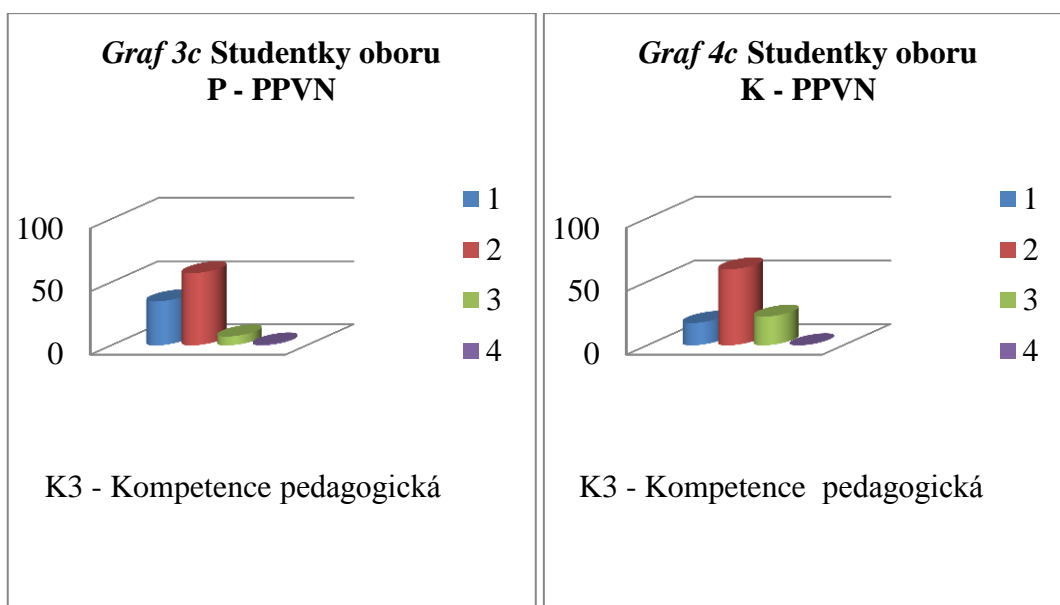 Graf 3c Studentky oboru
P - PPVN
100
50
0
1
2
3
4
K3 - Kompetence pedagogická
Graf 4c Studentky oboru
K - PPVN
100
50
0
1
2
3
4
K3 - Kompetence  pedagogická